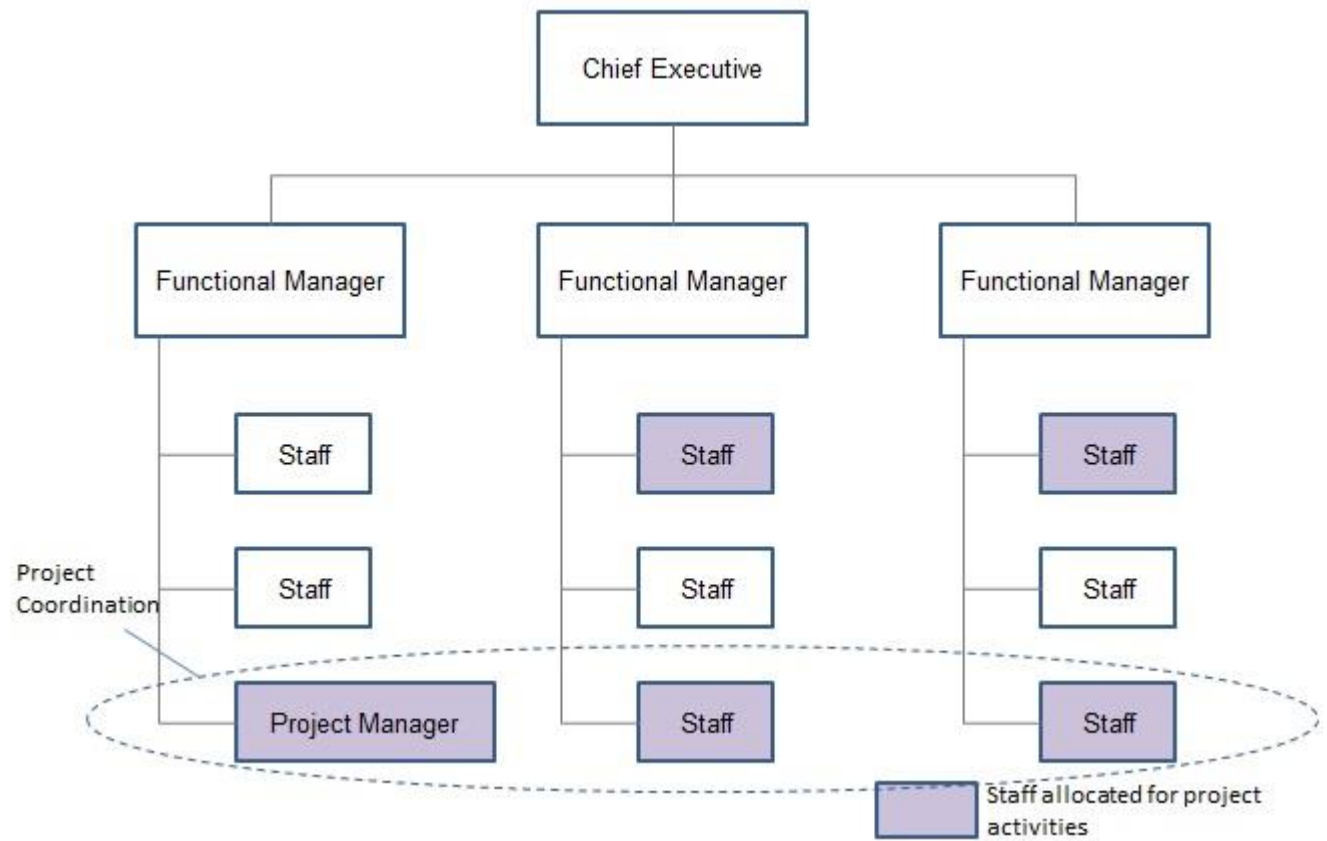 Chief Executive
Functional Manager
Functional Manager
Functional Manager
Staff
Staff
Staff
Project
Coordination
Staff
Staff
Staff
Project Manager
Staff
Staff
Staff allocated for project
activities